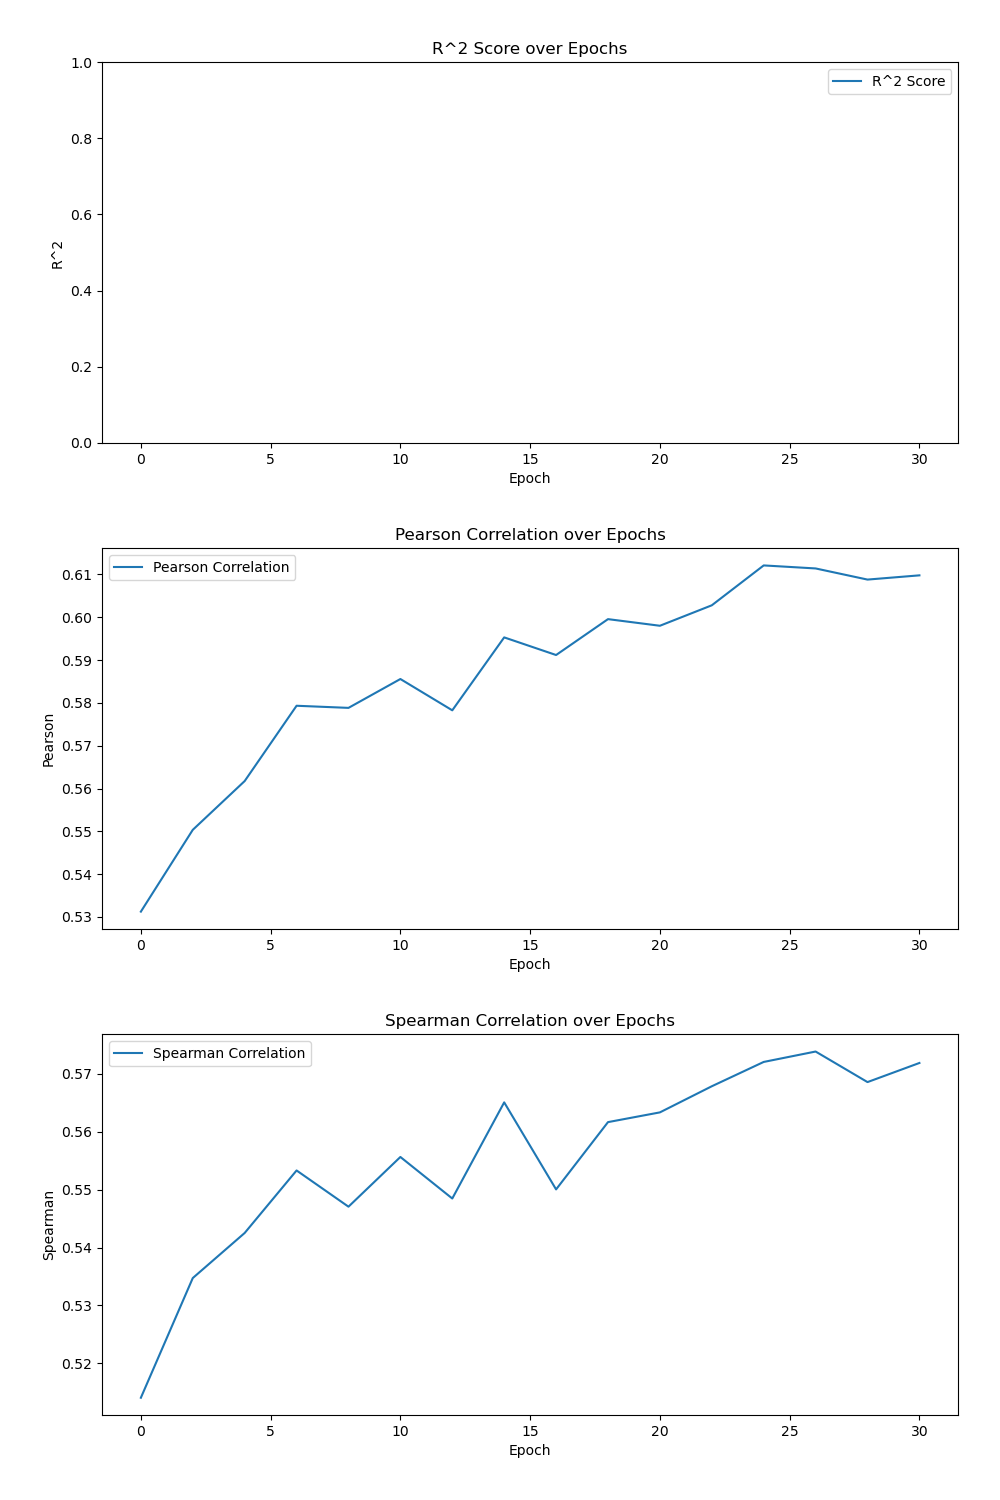 R^2 Score over Epochs
R^2 Score
1.0
0.8
0.6
0.4
0.2
0.0
R^2
0 5 10 15 20 25 30
Epoch
Pearson Correlation over Epochs
Pearson Correlation
0.61
0.60
0.59
0.58
0.57
0.56
0.55
0.54
0.53
Pearson
0 5 10 15 20 25 30
Epoch
Spearman Correlation over Epochs
Spearman Correlation
0.57
0.56
0.55
0.54
0.53
0.52
Spearman
0 5 10 15 20 25 30
Epoch